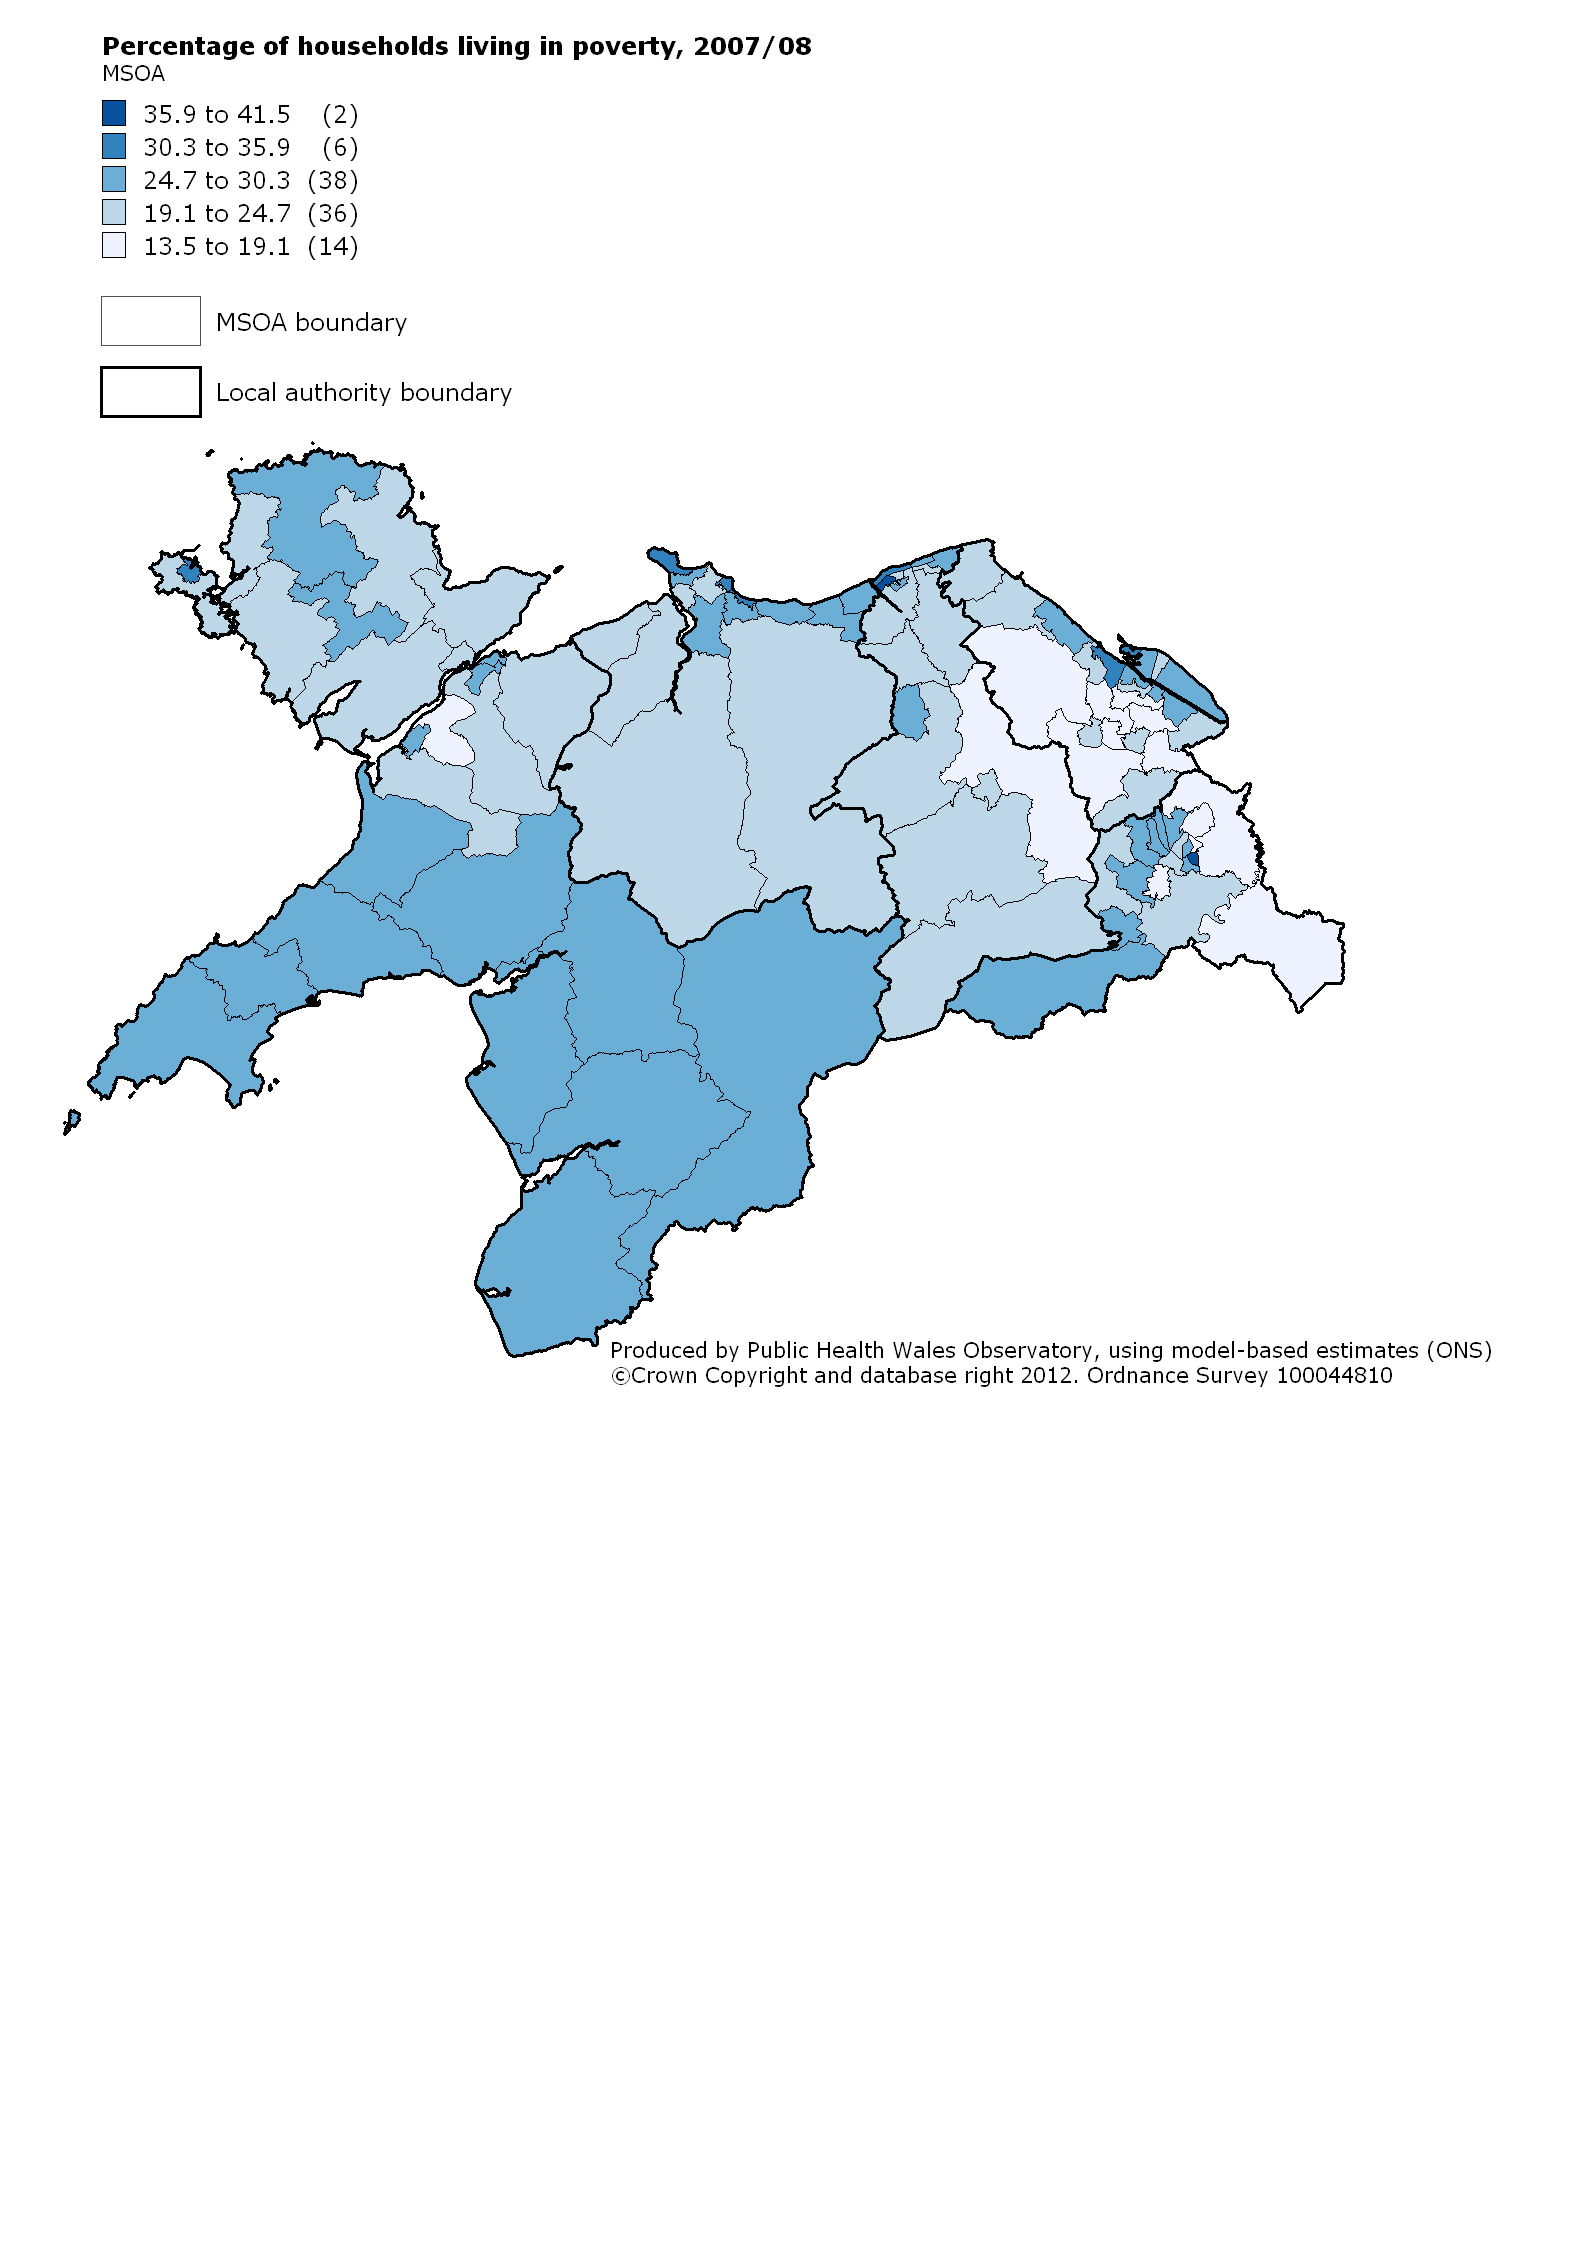 Percentage of households living in poverty, 2007/08
MSOA
35.9 to 41.5 (2)
30.3 to 35.9 (6)
24.7 to 30.3 (38)
19.1 to 24.7 (36)
13.5 to 19.1 (14)
MSOA boundary
Local authority boundary
Produced by Public Health Wales Observatory, using model-based estimates (ONS)
©Crown Copyright and database right 2012. Ordnance Survey 100044810